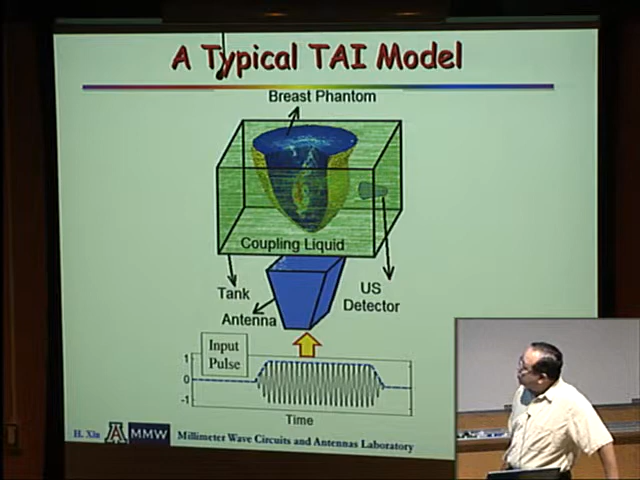 A Typical TAI Model
Breast Phantom
Coupling Liquid
Tank
US
Detector
Antenna
Input
Pulse
1
0
-1
Time
H. Xin
A
MMW
Millimeter Wave Circuits and Antennas Laboratory